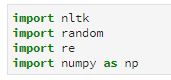 import nltk
import random
import re
import numpy as np